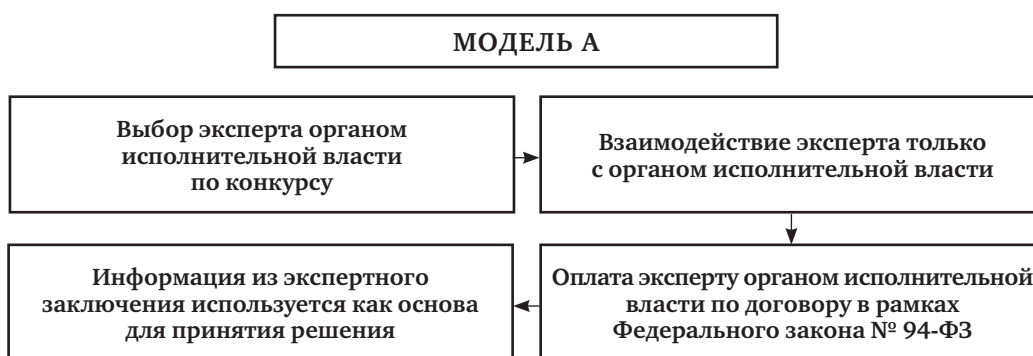 МОДЕЛЬ А
Выбор эксперта органом
исполнительной власти
по конкурсу
Взаимодействие эксперта только
с органом исполнительной власти
Оплата эксперту органом исполнительной
власти по договору в рамках
Федерального закона № 94-ФЗ
Информация из экспертного
заключения используется как основа
для принятия решения